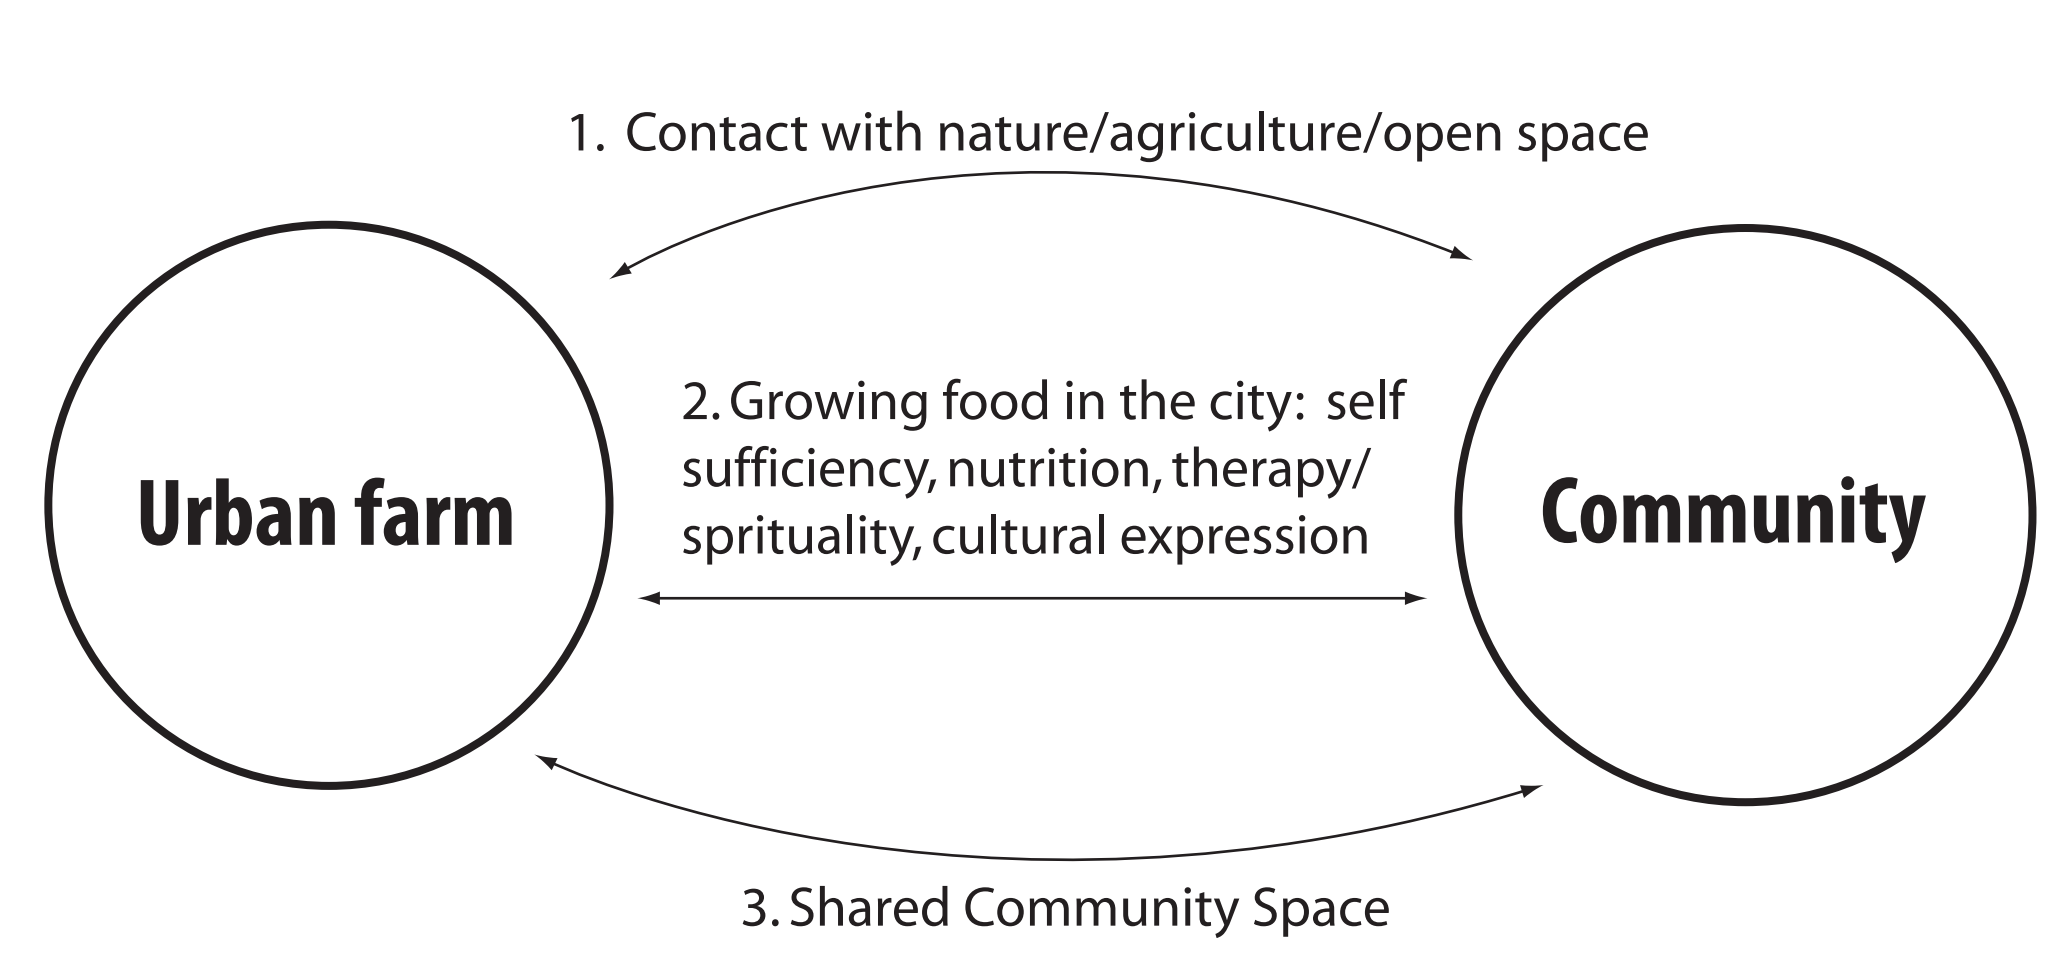 1. Contact with nature/agriculture/open space
2. Growing food in the city: self
sufficiency, nutrition, therapy/
sprituality, cultural expression
Urban farm
Community
3. Shared Community Space